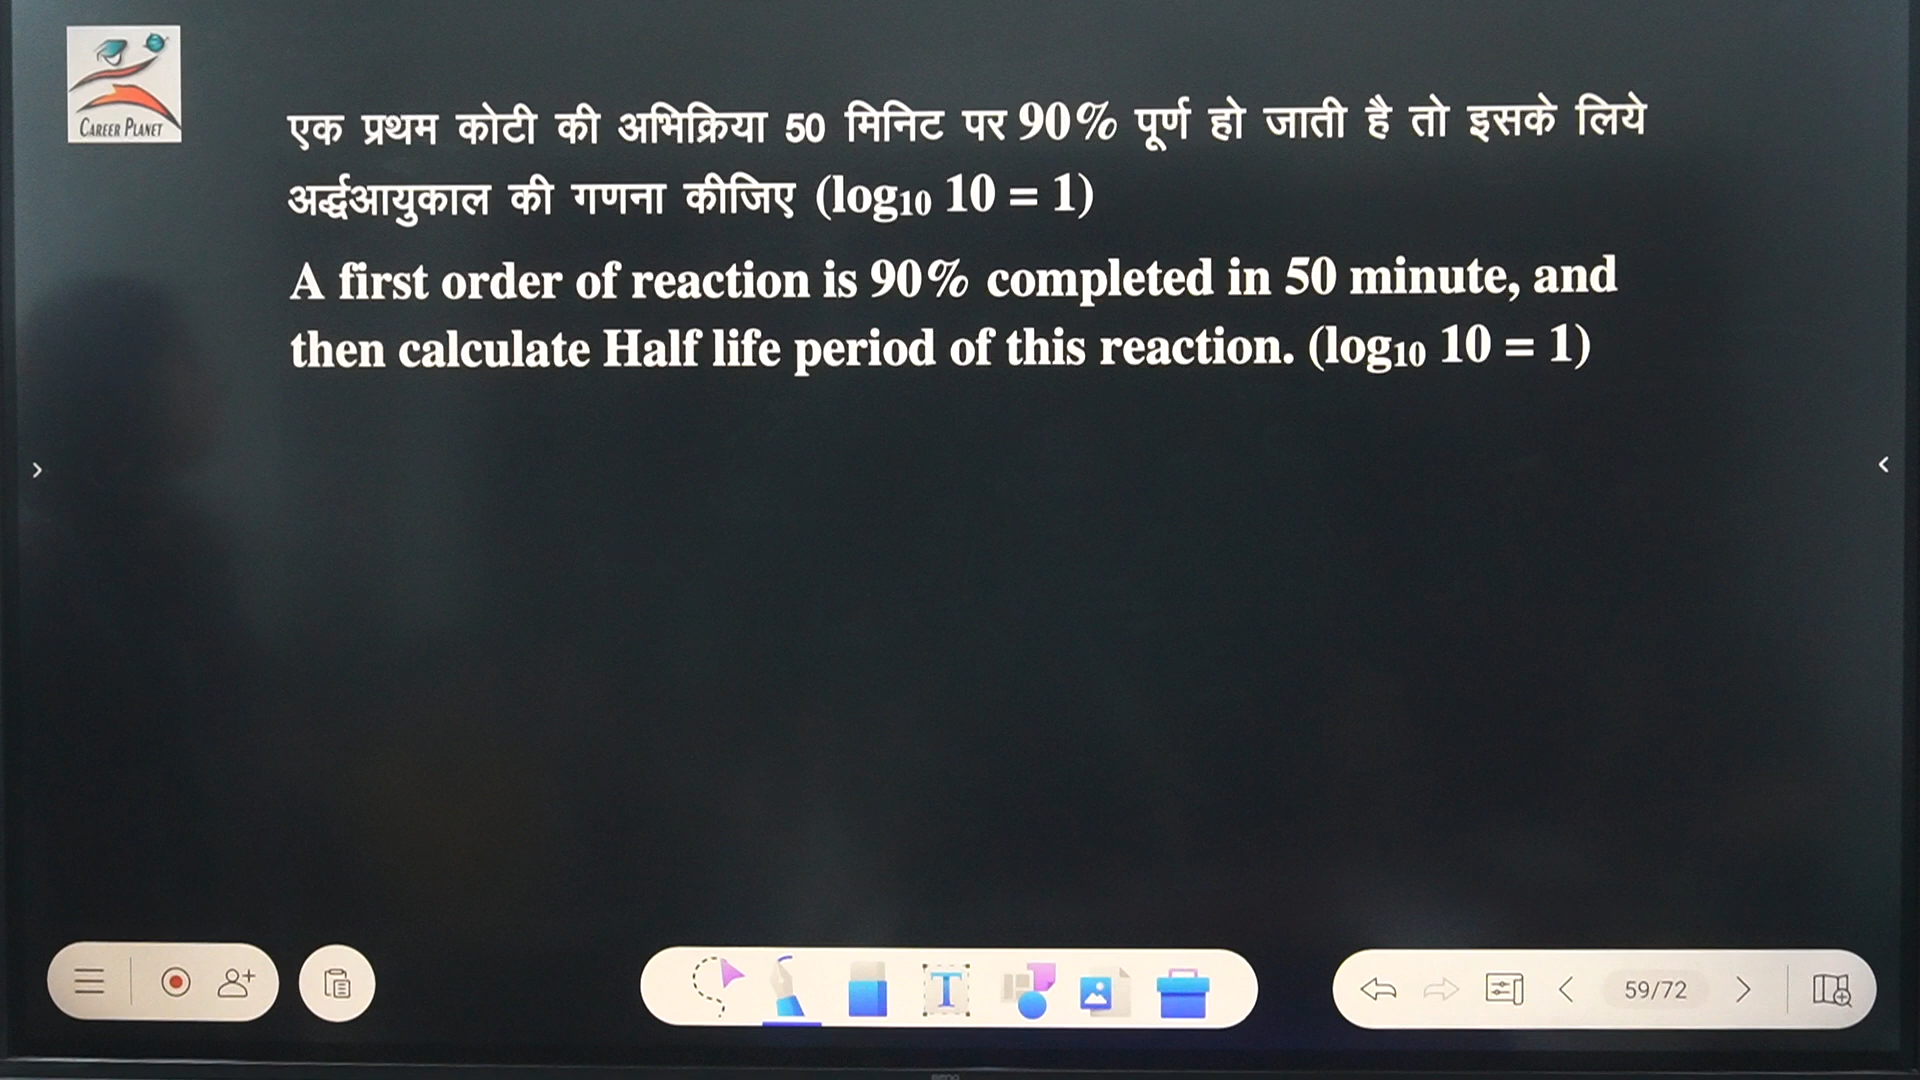 CAREER PLANET
एक प्रथम कोटी की अभिक्रिया 50 मिनिट पर 90% पूर्ण हो जाती है तो इसके लिये
अर्द्धआयुकाल की गणना कीजिए (log₁₀ 10 = 1)
A first order of reaction is 90% completed in 50 minute, and
then calculate Half life period of this reaction. (log₁₀ 10 = 1)
T
59/72